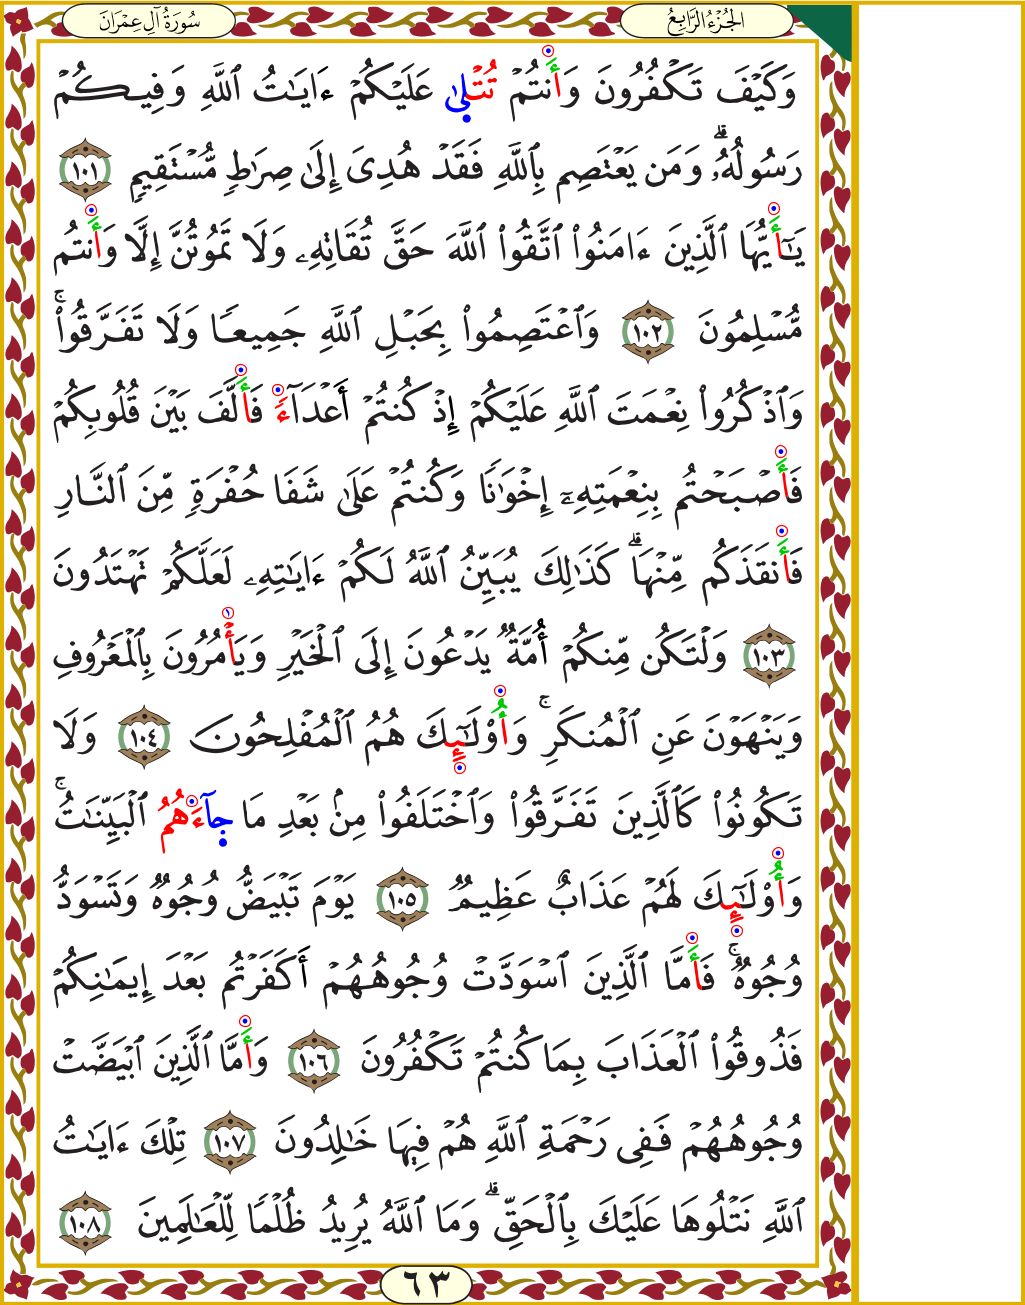 الجُزْءُ الرَّابِعُ
سُورَةُ آلِ عِمْرَانَ
وَكَيْفَ تَكْفُرُونَ وَأَنتُمْ تُتْلَىٰ عَلَيْكُمْ ءَايَـٰتُ ٱللَّهِ وَفِيكُمْ
رَسُولُهُۥۗ وَمَن يَعْتَصِم بِٱللَّهِ فَقَدْ هُدِىَ إِلَىٰ صِرَٰطٍ مُّسْتَقِيمٍ ١٠١
يَـٰٓأَيُّهَا ٱلَّذِينَ ءَامَنُوا۟ ٱتَّقُوا۟ ٱللَّهَ حَقَّ تُقَاتِهِۦ وَلَا تَمُوتُنَّ إِلَّا وَأَنتُم
مُّسْلِمُونَ ١٠٢ وَٱعْتَصِمُوا۟ بِحَبْلِ ٱللَّهِ جَمِيعًا وَلَا تَفَرَّقُوا۟ۚ
وَٱذْكُرُوا۟ نِعْمَتَ ٱللَّهِ عَلَيْكُمْ إِذْ كُنتُمْ أَعْدَآءً فَأَلَّفَ بَيْنَ قُلُوبِكُمْ
فَأَصْبَحْتُم بِنِعْمَتِهِۦٓ إِخْوَٰنًا وَكُنتُمْ عَلَىٰ شَفَا حُفْرَةٍ مِّنَ ٱلنَّارِ
فَأَنقَذَكُم مِّنْهَاۗ كَذَٰلِكَ يُبَيِّنُ ٱللَّهُ لَكُمْ ءَايَـٰتِهِۦ لَعَلَّكُمْ تَهْتَدُونَ
١٠٣ وَلْتَكُن مِّنكُمْ أُمَّةٌ يَدْعُونَ إِلَى ٱلْخَيْرِ وَيَأْمُرُونَ بِٱلْمَعْرُوفِ
وَيَنْهَوْنَ عَنِ ٱلْمُنكَرِۚ وَأُو۟لَـٰٓئِكَ هُمُ ٱلْمُفْلِحُونَ ١٠٤ وَلَا
تَكُونُوا۟ كَٱلَّذِينَ تَفَرَّقُوا۟ وَٱخْتَلَفُوا۟ مِنۢ بَعْدِ مَا جَآءَهُمُ ٱلْبَيِّنَـٰتُۚ
وَأُو۟لَـٰٓئِكَ لَهُمْ عَذَابٌ عَظِيمٌ ١٠٥ يَوْمَ تَبْيَضُّ وُجُوهٌ وَتَسْوَدُّ
وُجُوهٌۚ فَأَمَّا ٱلَّذِينَ ٱسْوَدَّتْ وُجُوهُهُمْ أَكَفَرْتُم بَعْدَ إِيمَـٰنِكُمْ
فَذُوقُوا۟ ٱلْعَذَابَ بِمَا كُنتُمْ تَكْفُرُونَ ١٠٦ وَأَمَّا ٱلَّذِينَ ٱبْيَضَّتْ
وُجُوهُهُمْ فَفِى رَحْمَةِ ٱللَّهِ هُمْ فِيهَا خَـٰلِدُونَ ١٠٧ تِلْكَ ءَايَـٰتُ
ٱللَّهِ نَتْلُوهَا عَلَيْكَ بِٱلْحَقِّۗ وَمَا ٱللَّهُ يُرِيدُ ظُلْمًا لِّلْعَـٰلَمِينَ ١٠٨
٦٣